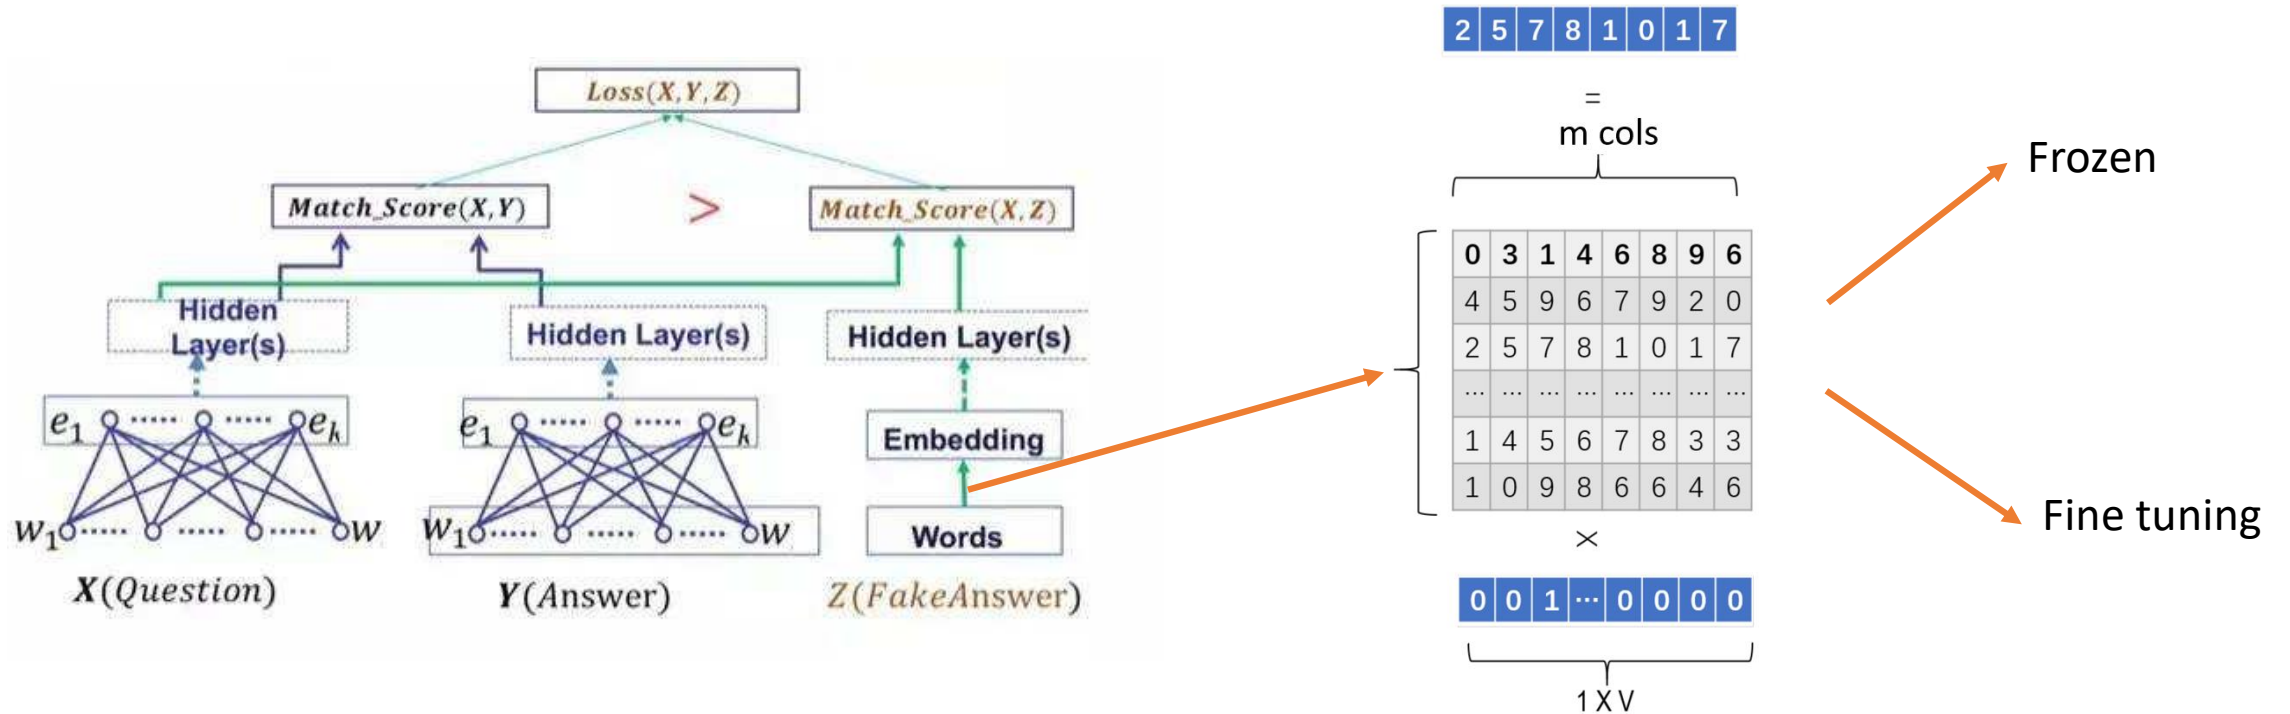 Loss(X,Y,Z)
Match_Score(X,Y)
>
Match_Score(X,Z)
Hidden
Layer(s)
Hidden Layer(s)
Hidden Layer(s)
e1 ..... ..... ek
e1 ..... ..... ek
Embedding
w1 ..... ..... ..... w
w1 ..... ..... ..... w
Words
X(Question)
Y(Answer)
Z(FakeAnswer)
2 5 7 8 1 0 1 7
=
m cols
0 3 1 4 6 8 9 6
4 5 9 6 7 9 2 0
2 5 7 8 1 0 1 7
... ... ... ... ... ... ... ...
1 4 5 6 7 8 3 3
1 0 9 8 6 6 4 6
×
0 0 1 ... 0 0 0 0
1 X V
Frozen
Fine tuning